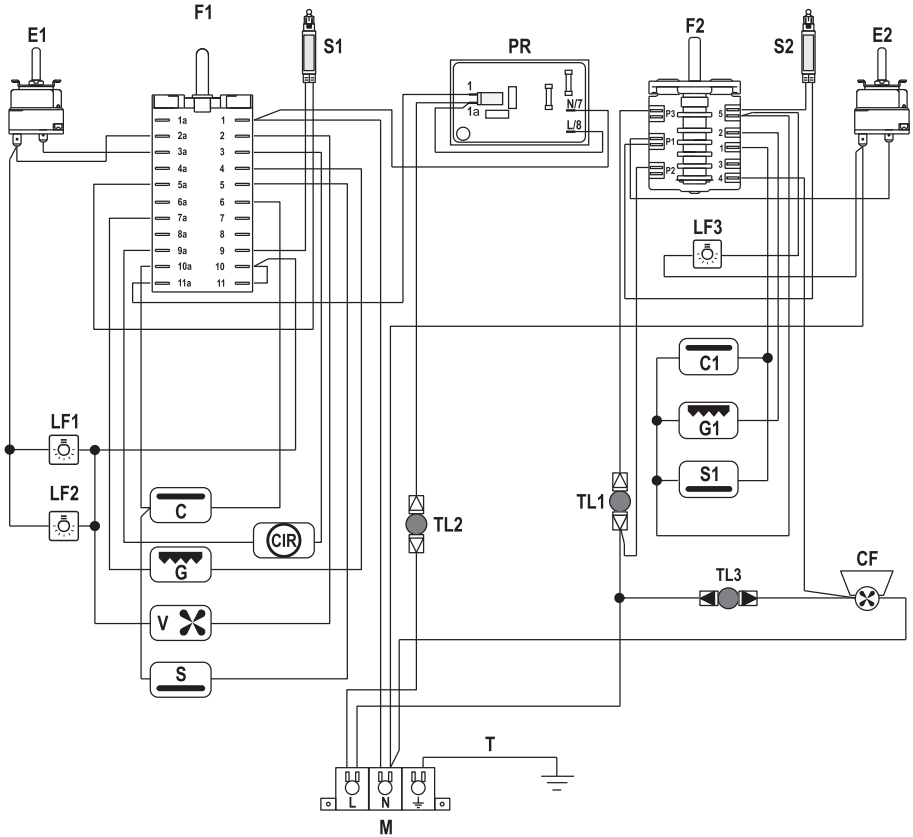 E1
F1
S1
PR
F2
S2
E2
1
1a
N/7
L/8
1a 1
2a 2
3a 3
4a 4
5a 5
6a 6
7a 7
8a 8
9a 9
10a 10
11a 11
P3
P1
P2
5
2
1
3
4
LF3
C1
G1
S1
LF1
LF2
C
CIR
G
V
S
TL2
TL1
TL3
CF
T
L N
M